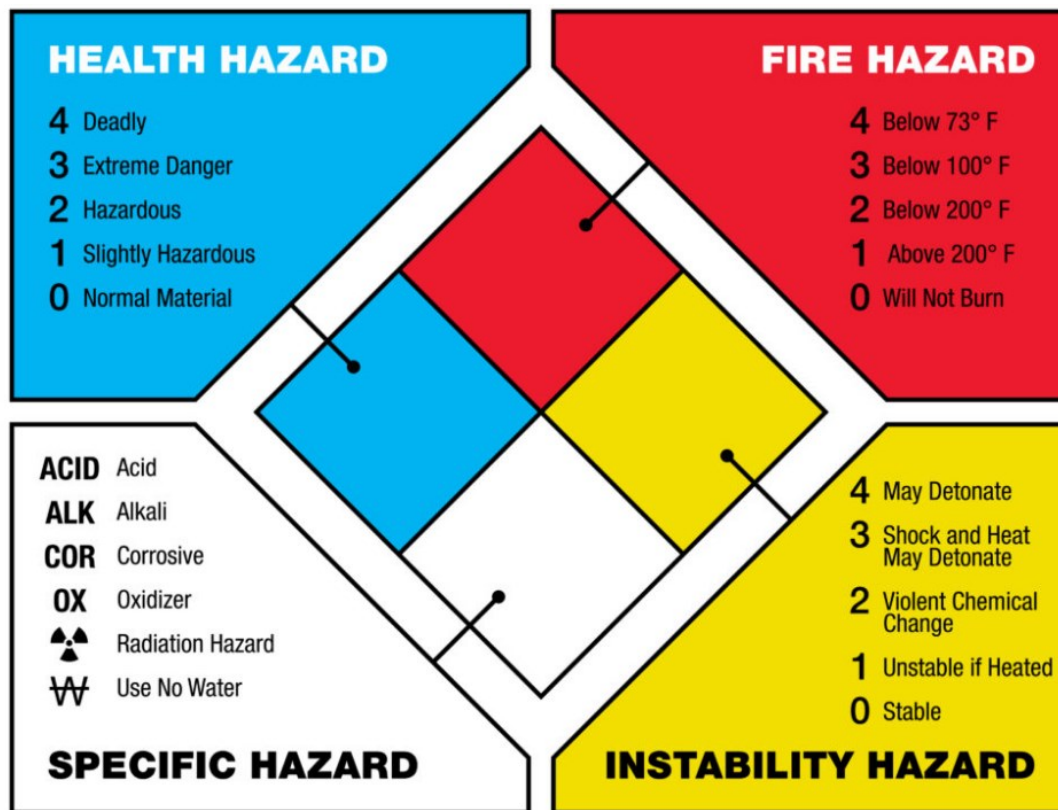 HEALTH HAZARD
4 Deadly
3 Extreme Danger
2 Hazardous
1 Slightly Hazardous
0 Normal Material
FIRE HAZARD
4 Below 73° F
3 Below 100° F
2 Below 200° F
1 Above 200° F
0 Will Not Burn
ACID Acid
ALK Alkali
COR Corrosive
OX Oxidizer
Radiation Hazard
W Use No Water
SPECIFIC HAZARD
4 May Detonate
3 Shock and Heat
May Detonate
2 Violent Chemical
Change
1 Unstable if Heated
0 Stable
INSTABILITY HAZARD